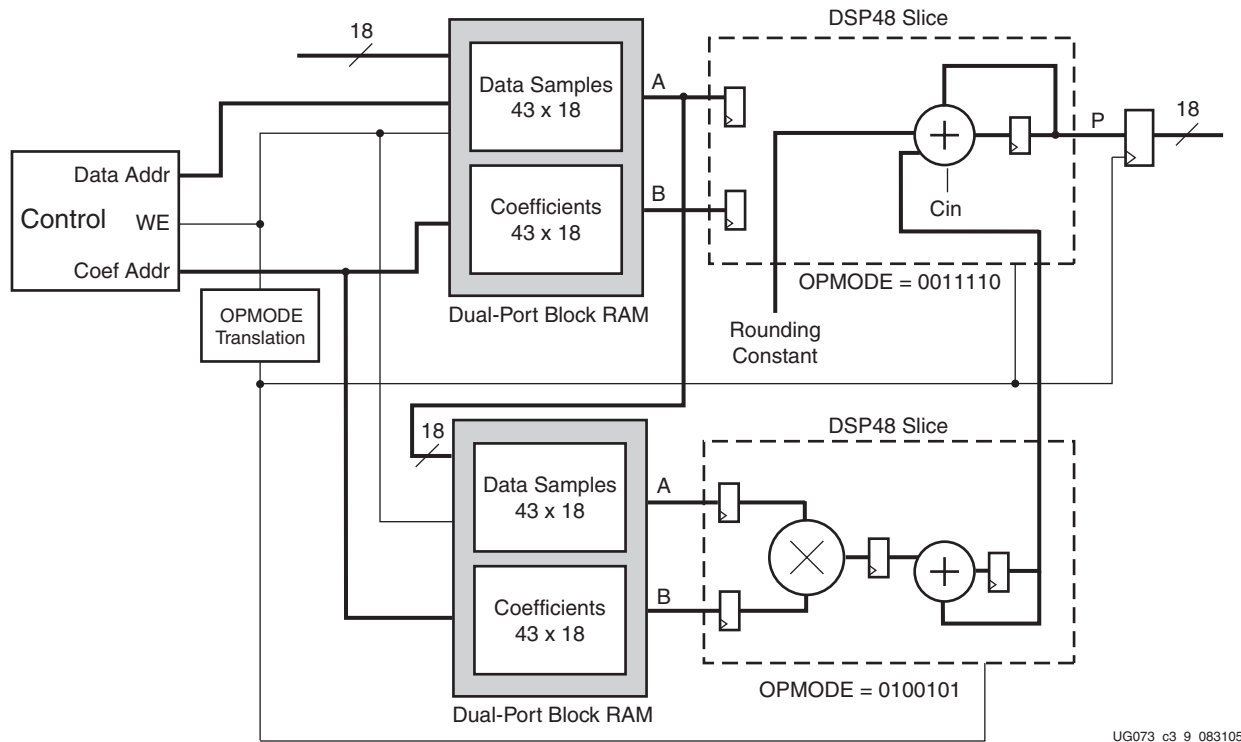 DSP48 Slice
18
Data Samples
43 x 18
A
P
18
Data Addr
Control
WE
Coef Addr
Coefficients
43 x 18
B
Cin
OPMODE = 0011110
OPMODE
Translation
Dual-Port Block RAM
Rounding
Constant
18
DSP48 Slice
Data Samples
43 x 18
A
Coefficients
43 x 18
B
OPMODE = 0100101
Dual-Port Block RAM
UG073_c3_9_083105